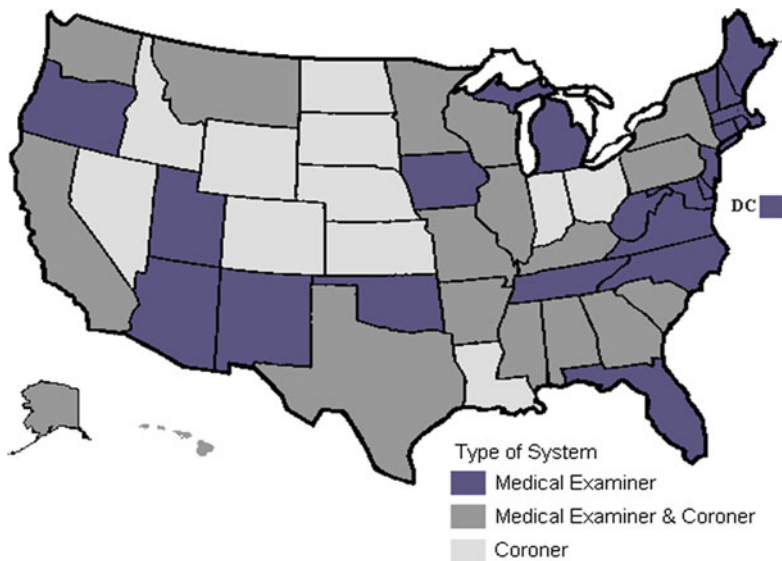 DC
Type of System
Medical Examiner
Medical Examiner & Coroner
Coroner